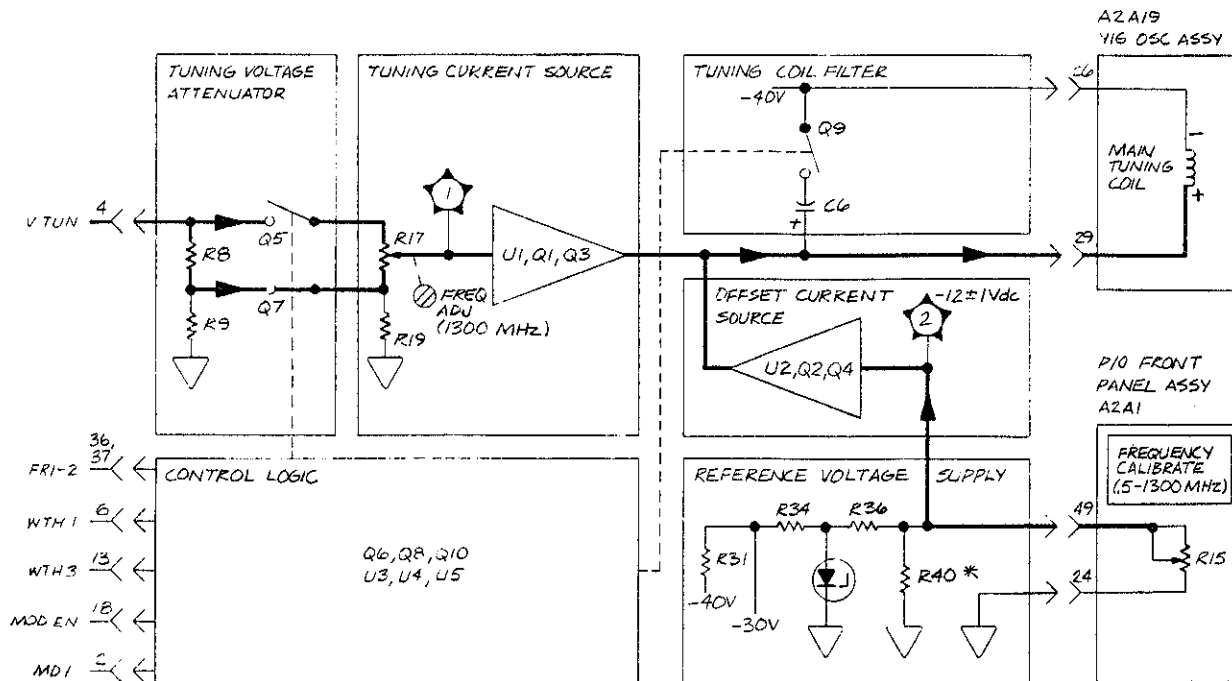 A2A19
YIG OSC ASSY
TUNING VOLTAGE
ATTENUATOR
TUNING CURRENT SOURCE
TUNING COIL FILTER
-40V
26
Q9
MAIN
TUNING
COIL
-
+
1
C6
+
V TUN
4
Q5
R17
R8
U1, Q1, Q3
29
Q7
FREQ
ADJ
(1300 MHz)
R9
R19
OFFSET CURRENT
SOURCE
-12±1Vdc
2
U2, Q2, Q4
P/O FRONT
PANEL ASSY
A2A1
36,
37
FR1-2
CONTROL LOGIC
REFERENCE VOLTAGE SUPPLY
FREQUENCY
CALIBRATE
(.5-1300 MHz)
WTH1
6
R34
R36
49
Q6, Q8, Q10
U3, U4, U5
WTH3
13
R31
R40 *
R15
24
-40V
-30V
MOD EN
18
MD1
2